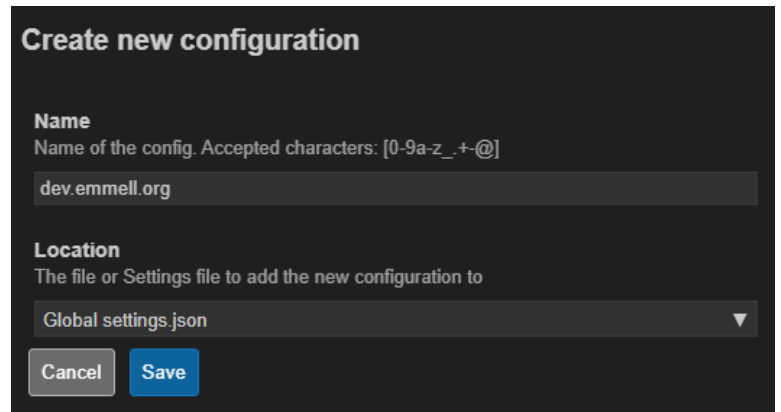 Create new configuration
Name
Name of the config. Accepted characters: [0-9a-z_.+-@]
dev.emmell.org
Location
The file or Settings file to add the new configuration to
Global settings.json ▼
Cancel Save